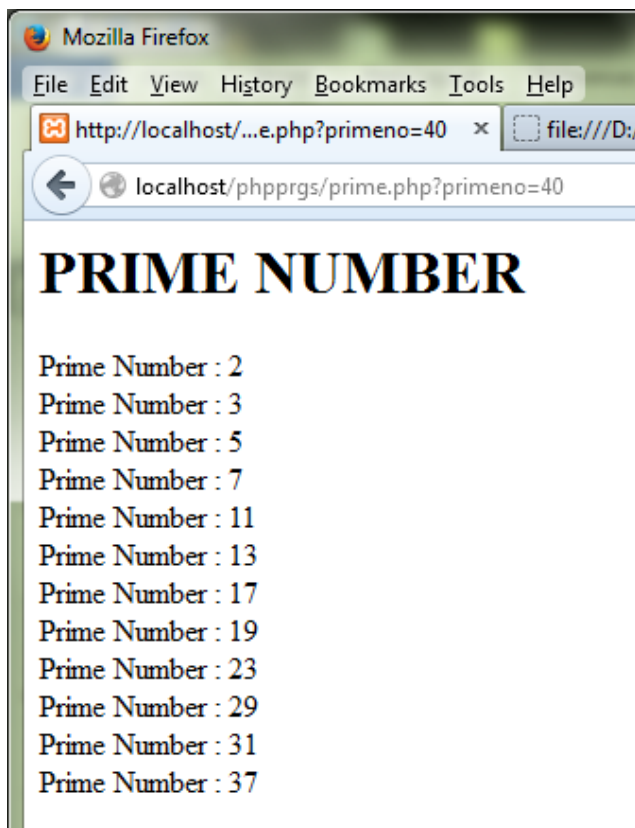 Mozilla Firefox
File Edit View History Bookmarks Tools Help
http://localhost/...e.php?primeno=40 × file:///D:/
localhost/phpprgs/prime.php?primeno=40
PRIME NUMBER
Prime Number : 2
Prime Number : 3
Prime Number : 5
Prime Number : 7
Prime Number : 11
Prime Number : 13
Prime Number : 17
Prime Number : 19
Prime Number : 23
Prime Number : 29
Prime Number : 31
Prime Number : 37